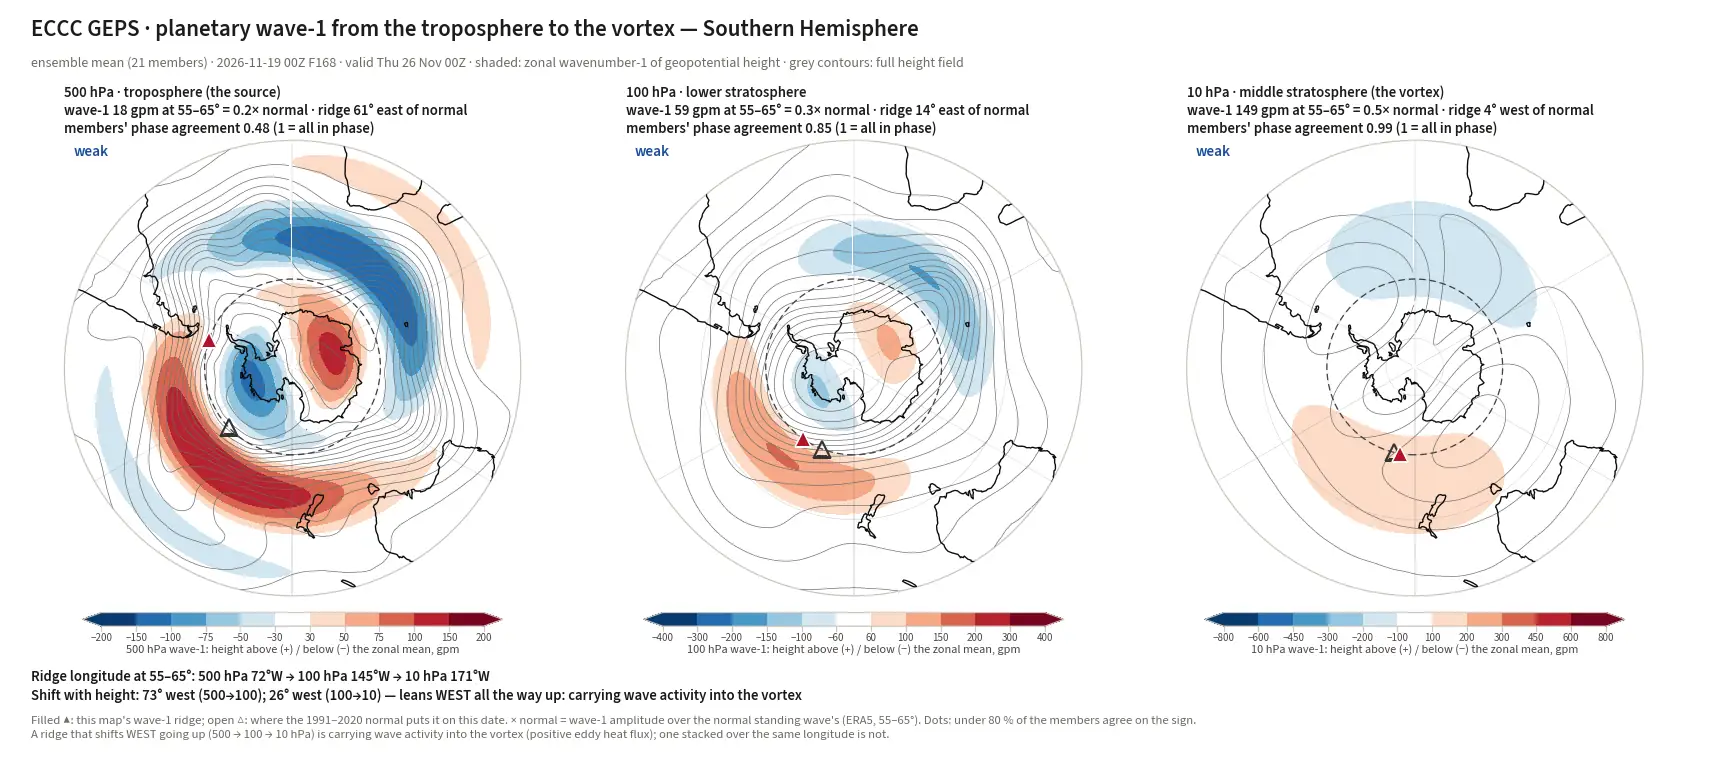 ECCC GEPS · planetary wave-1 from the troposphere to the vortex — Southern Hemisphere
ensemble mean (21 members) · 2026-11-19 00Z F168 · valid Thu 26 Nov 00Z · shaded: zonal wavenumber-1 of geopotential height · grey contours: full height field
500 hPa · troposphere (the source)
wave-1 18 gpm at 55–65° = 0.2× normal · ridge 61° east of normal
members' phase agreement 0.48 (1 = all in phase)
weak
100 hPa · lower stratosphere
wave-1 59 gpm at 55–65° = 0.3× normal · ridge 14° east of normal
members' phase agreement 0.85 (1 = all in phase)
weak
10 hPa · middle stratosphere (the vortex)
wave-1 149 gpm at 55–65° = 0.5× normal · ridge 4° west of normal
members' phase agreement 0.99 (1 = all in phase)
weak
−200 −150 −100 −75 −50 −30 30 50 75 100 150 200
500 hPa wave-1: height above (+) / below (−) the zonal mean, gpm
−400 −300 −200 −150 −100 −60 60 100 150 200 300 400
100 hPa wave-1: height above (+) / below (−) the zonal mean, gpm
−800 −600 −450 −300 −200 −100 100 200 300 450 600 800
10 hPa wave-1: height above (+) / below (−) the zonal mean, gpm
Ridge longitude at 55–65°: 500 hPa 72°W → 100 hPa 145°W → 10 hPa 171°W
Shift with height: 73° west (500→100); 26° west (100→10) — leans WEST all the way up: carrying wave activity into the vortex
Filled ▲: this map's wave-1 ridge; open △: where the 1991–2020 normal puts it on this date. × normal = wave-1 amplitude over the normal standing wave's (ERA5, 55–65°). Dots: under 80 % of the members agree on the sign.
A ridge that shifts WEST going up (500 → 100 → 10 hPa) is carrying wave activity into the vortex (positive eddy heat flux); one stacked over the same longitude is not.